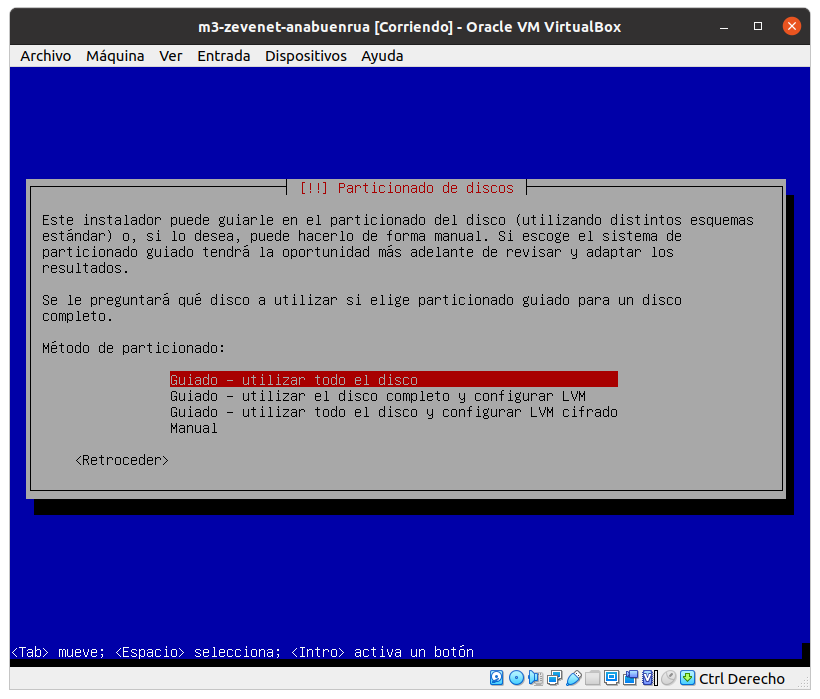 m3-zevenet-anabuenrua [Corriendo] - Oracle VM VirtualBox
Archivo Máquina Ver Entrada Dispositivos Ayuda
[!!] Particionado de discos
Este instalador puede guiarle en el particionado del disco (utilizando distintos esquemas
estándar) o, si lo desea, puede hacerlo de forma manual. Si escoge el sistema de
particionado guiado tendrá la oportunidad más adelante de revisar y adaptar los
resultados.
Se le preguntará qué disco a utilizar si elige particionado guiado para un disco
completo.
Método de particionado:
Guiado - utilizar todo el disco
Guiado - utilizar el disco completo y configurar LVM
Guiado - utilizar todo el disco y configurar LVM cifrado
Manual
<Retroceder>
<Tab> mueve; <Espacio> selecciona; <Intro> activa un botón
Ctrl Derecho